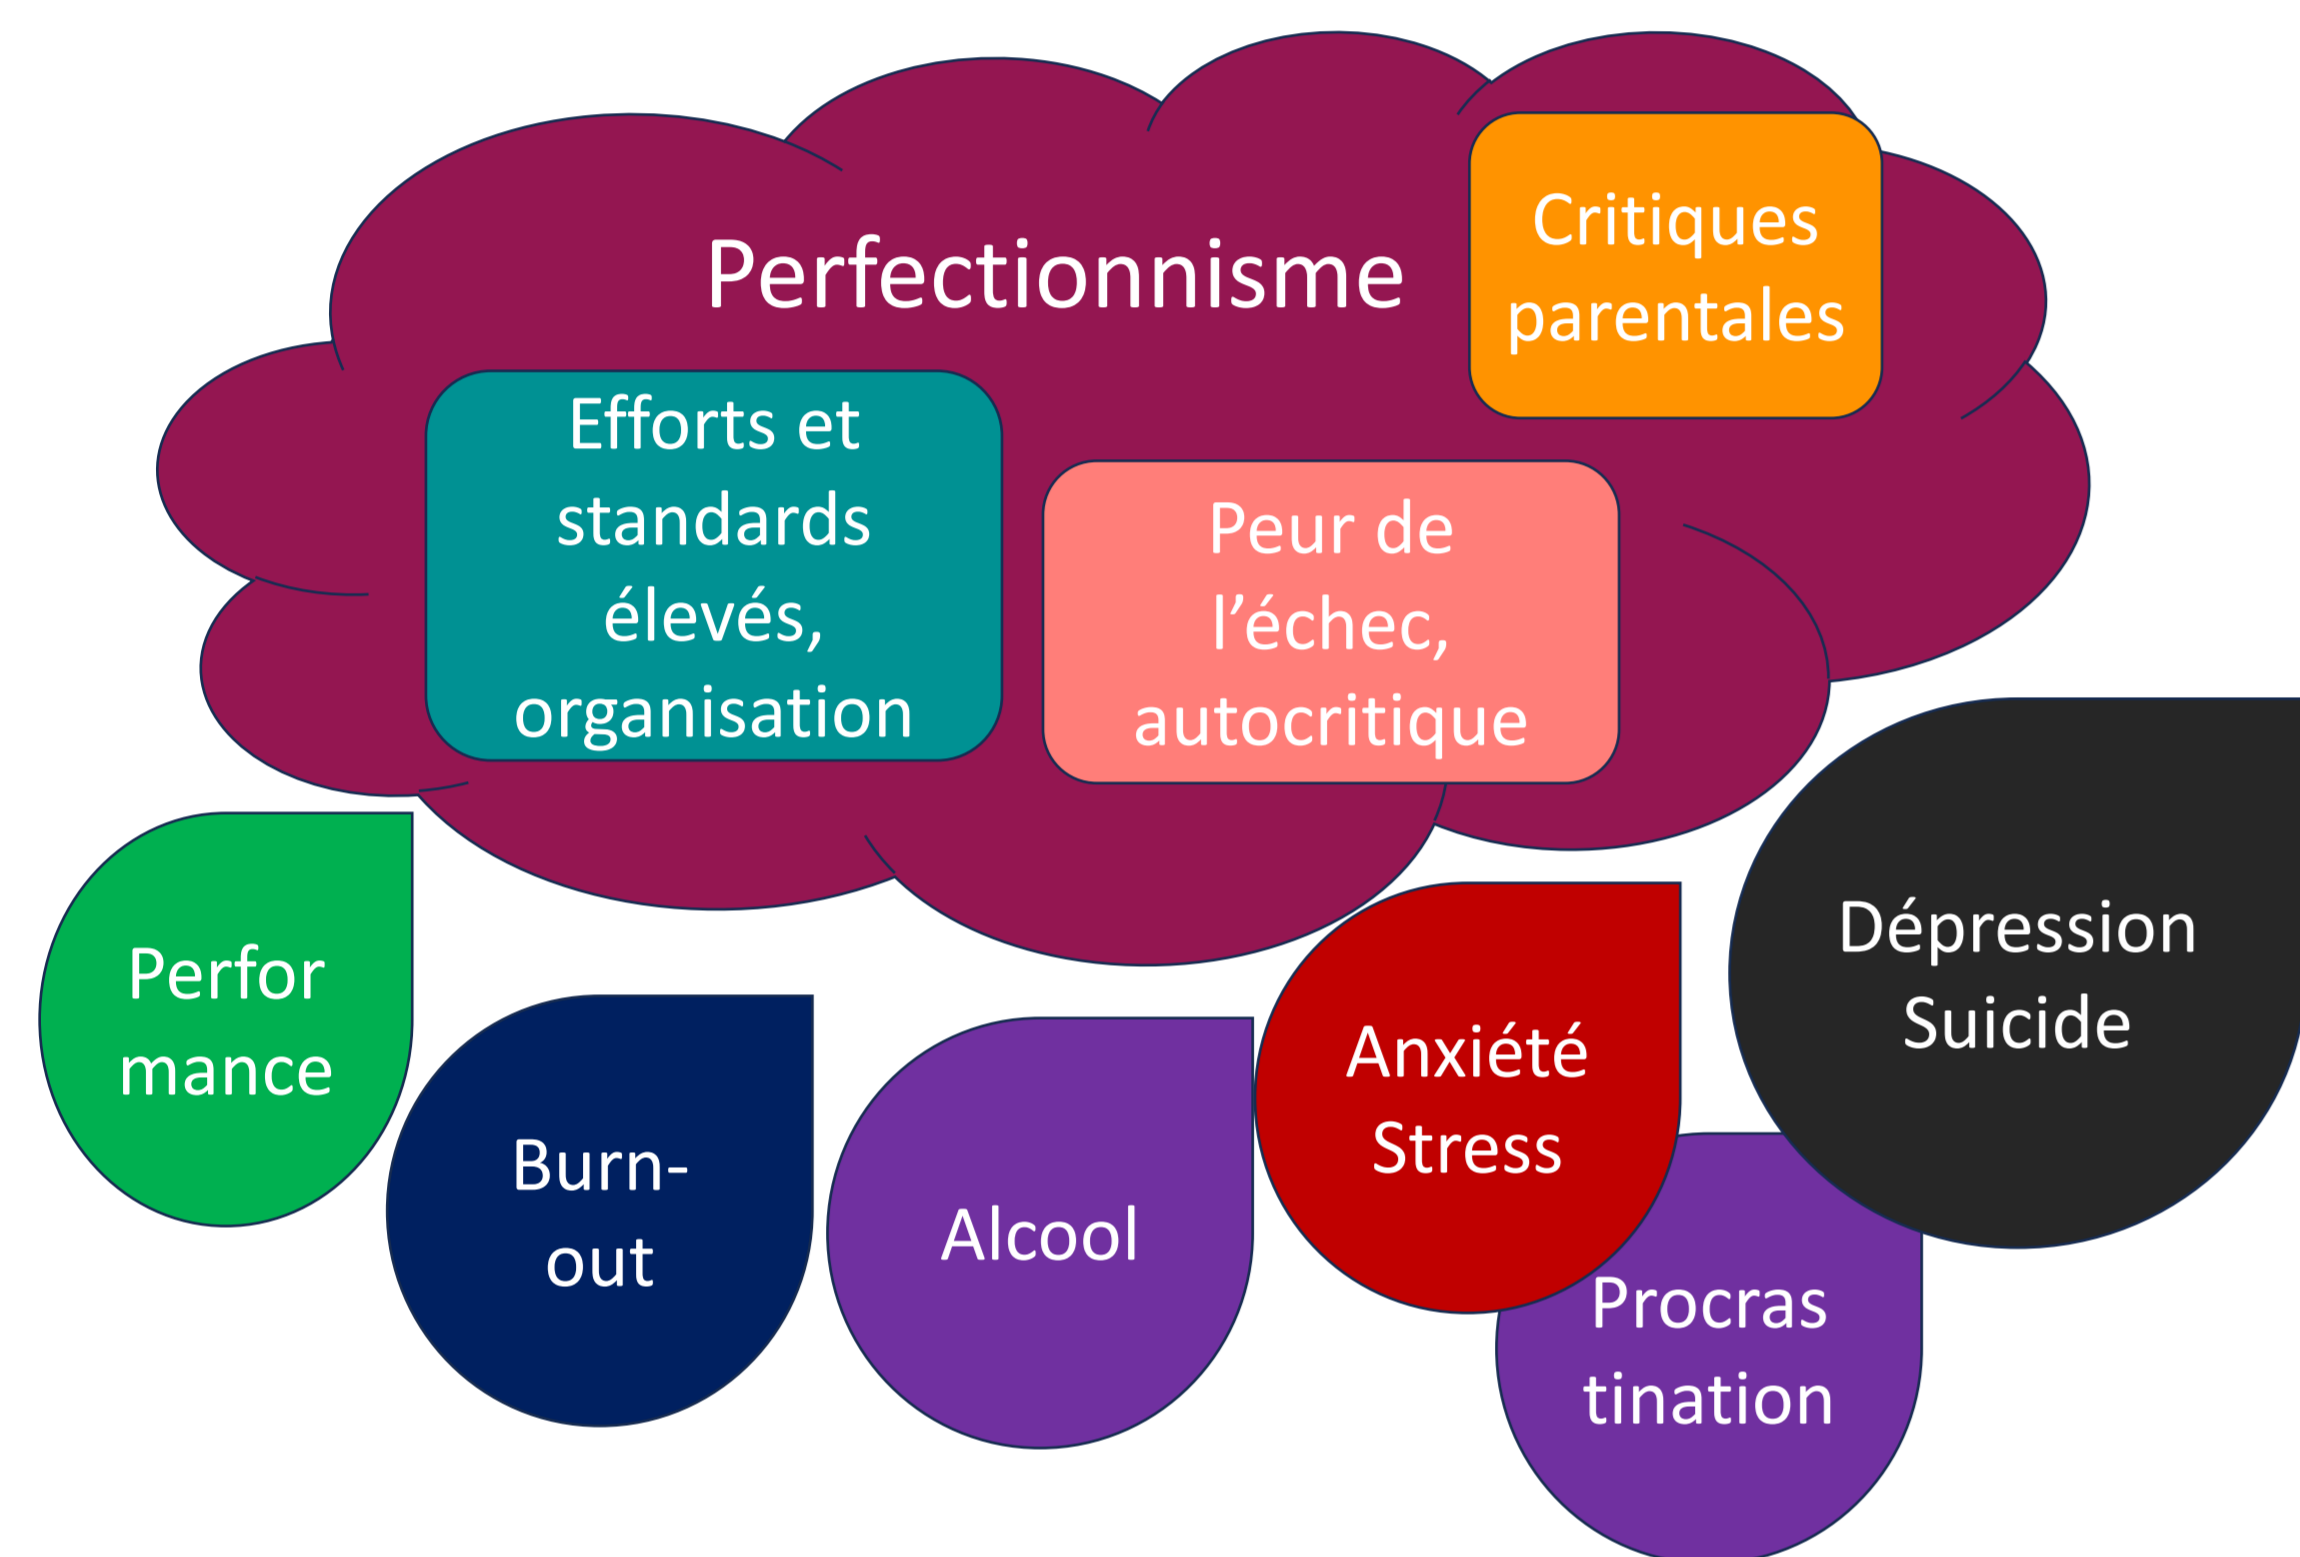 Perfectionnisme
Critiques
parentales
Efforts et
standards
élevés,
organisation
Peur de
l’échec,
autocritique
Perfor
mance
Burn-
out
Alcool
Anxiété
Stress
Dépression
Suicide
Procras
tination